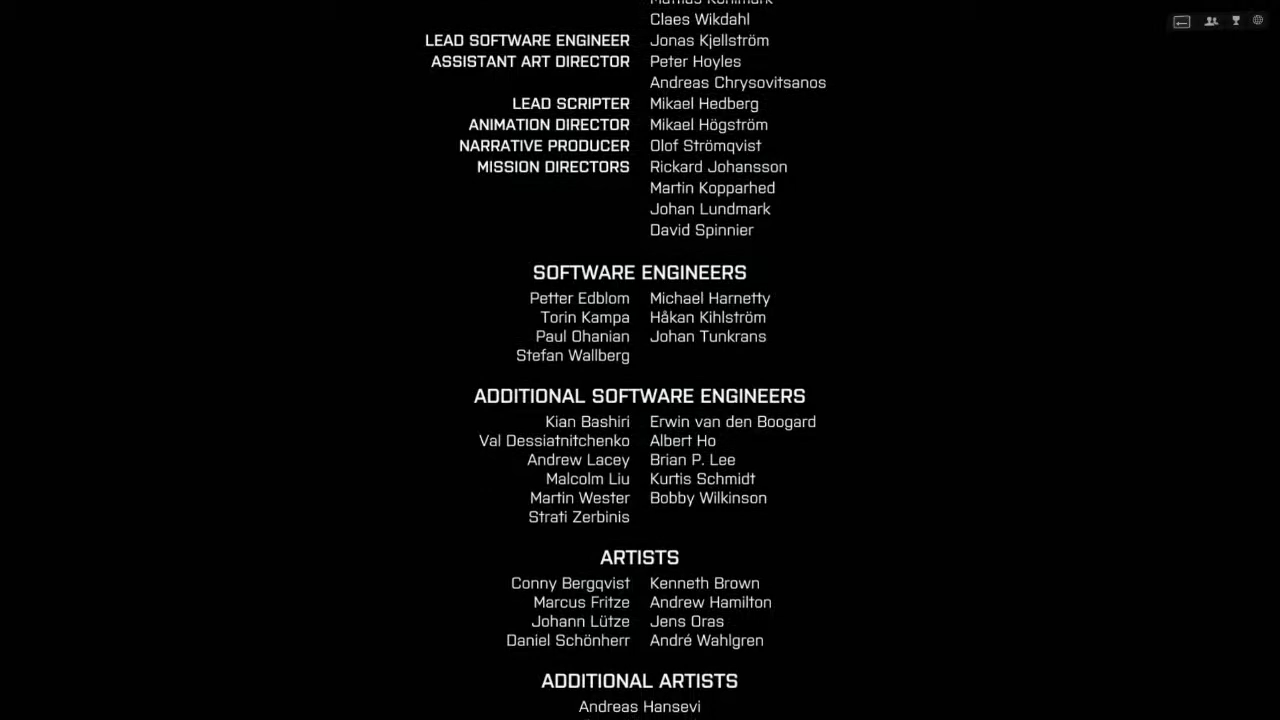 Claes Wikdahl
LEAD SOFTWARE ENGINEER Jonas Kjellström
ASSISTANT ART DIRECTOR Peter Hoyles
Andreas Chrysovitsanos
LEAD SCRIPTER Mikael Hedberg
ANIMATION DIRECTOR Mikael Högström
NARRATIVE PRODUCER Olof Strömqvist
MISSION DIRECTORS Rickard Johansson
Martin Kopparhed
Johan Lundmark
David Spinnier
SOFTWARE ENGINEERS
Petter Edblom Michael Harnetty
Torin Kampa Håkan Kihlström
Paul Ohanian Johan Tunkrans
Stefan Wallberg
ADDITIONAL SOFTWARE ENGINEERS
Kian Bashiri Erwin van den Boogard
Val Dessiatnitchenko Albert Ho
Andrew Lacey Brian P. Lee
Malcolm Liu Kurtis Schmidt
Martin Wester Bobby Wilkinson
Strati Zerbinis
ARTISTS
Conny Bergqvist Kenneth Brown
Marcus Fritze Andrew Hamilton
Johann Lütze Jens Oras
Daniel Schönherr André Wahlgren
ADDITIONAL ARTISTS
Andreas Hansevi